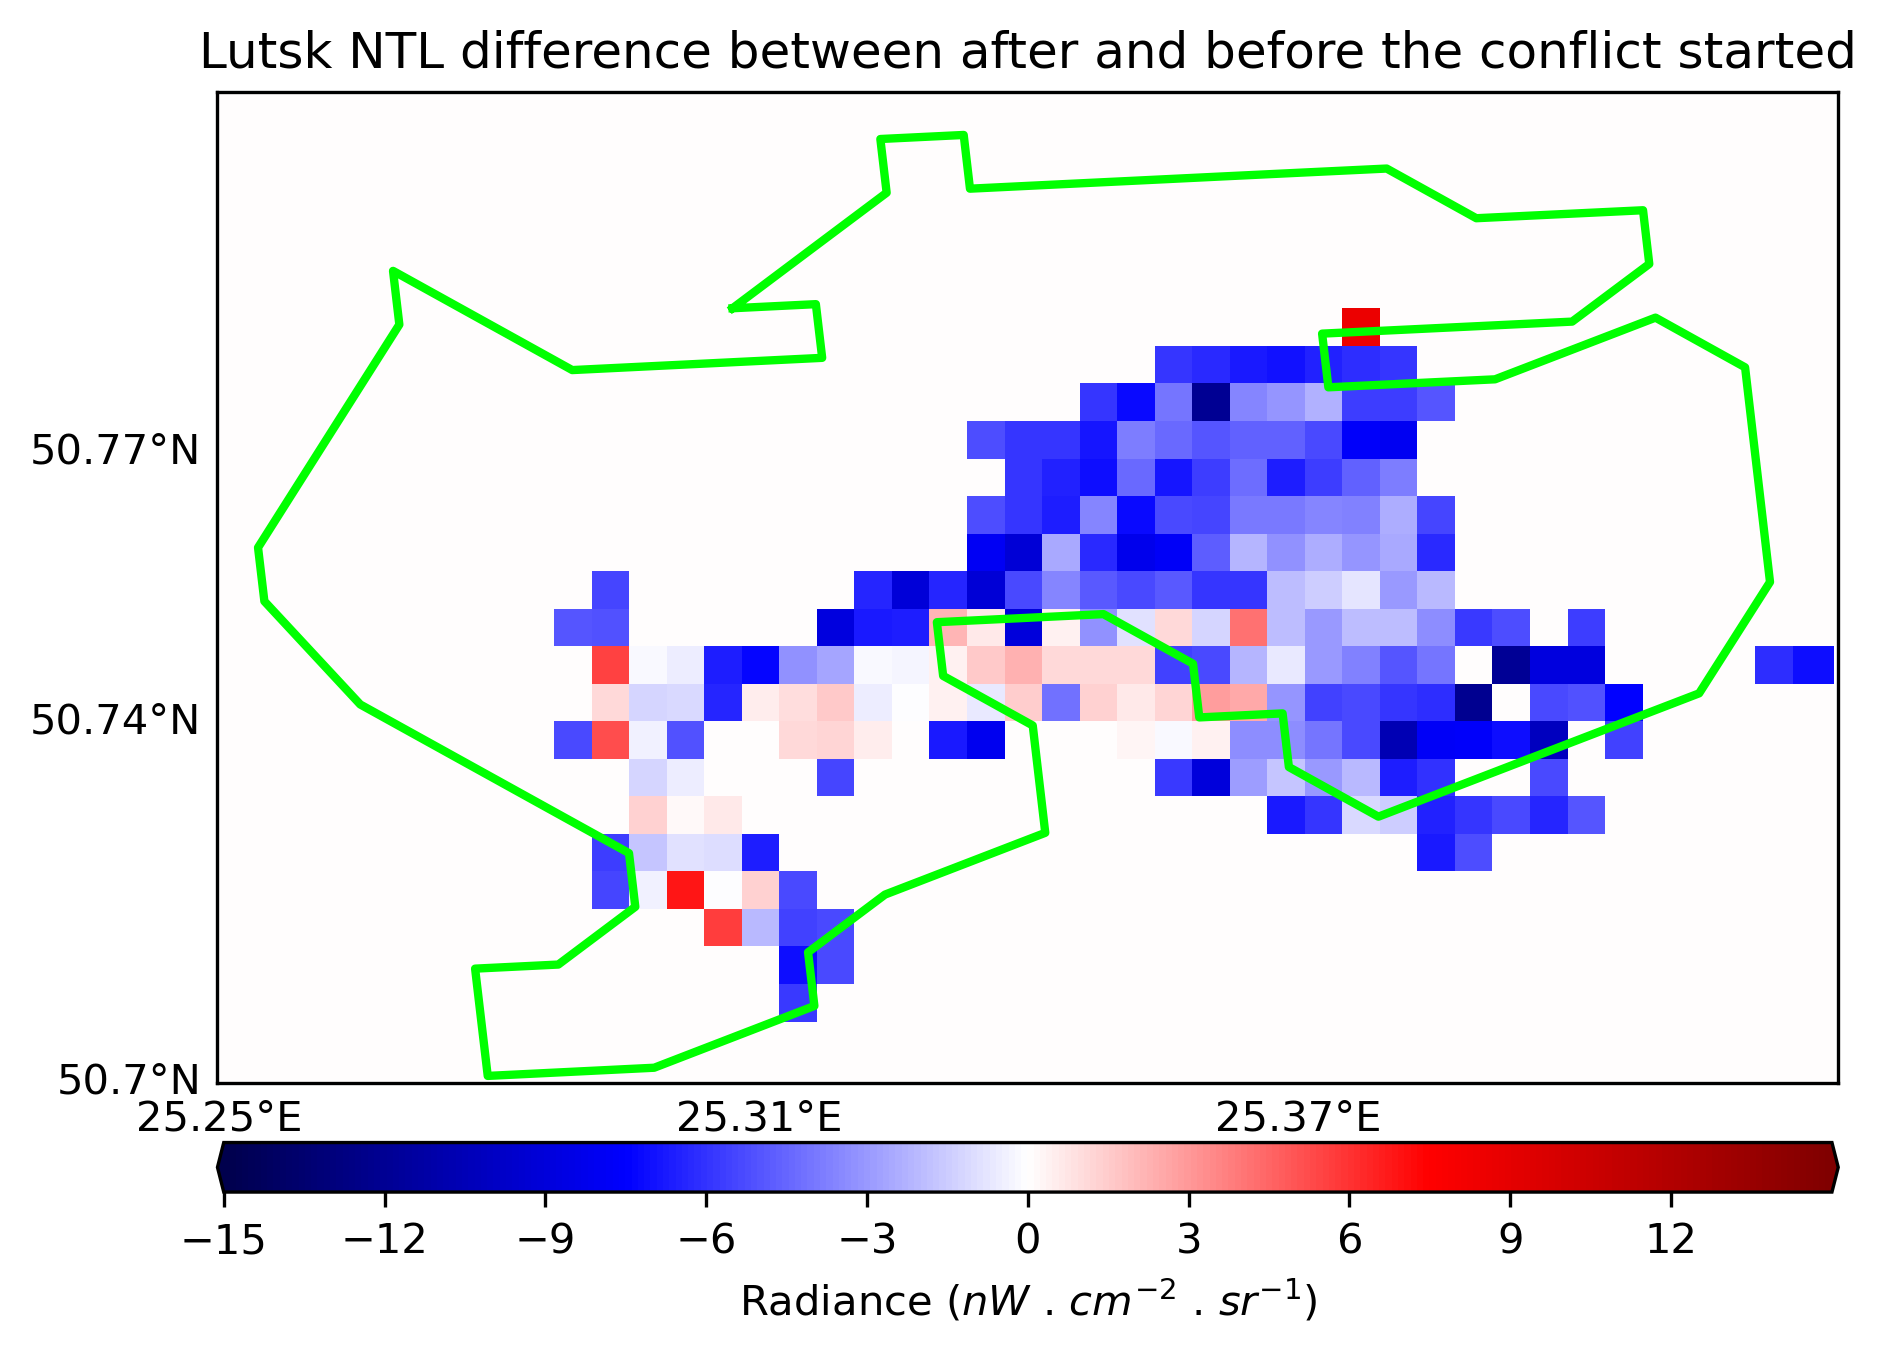 Lutsk NTL difference between after and before the conflict started
50.77°N
50.74°N
50.7°N
25.25°E 25.31°E 25.37°E
−15 −12 −9 −6 −3 0 3 6 9 12
Radiance (nW . cm⁻² . sr⁻¹)